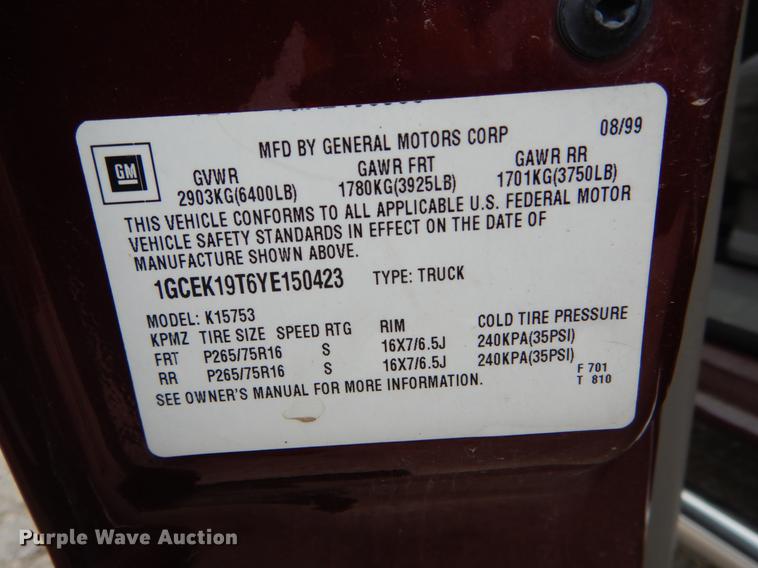 MFD BY GENERAL MOTORS CORP 08/99
GM
GVWR GAWR FRT GAWR RR
2903KG(6400LB) 1780KG(3925LB) 1701KG(3750LB)
THIS VEHICLE CONFORMS TO ALL APPLICABLE U.S. FEDERAL MOTOR
VEHICLE SAFETY STANDARDS IN EFFECT ON THE DATE OF
MANUFACTURE SHOWN ABOVE.
1GCEK19T6YE150423 TYPE: TRUCK
MODEL: K15753
KPMZ TIRE SIZE SPEED RTG RIM COLD TIRE PRESSURE
FRT P265/75R16 S 16X7/6.5J 240KPA(35PSI)
RR P265/75R16 S 16X7/6.5J 240KPA(35PSI)
SEE OWNER'S MANUAL FOR MORE INFORMATION.
F 701
T 810
Purple Wave Auction